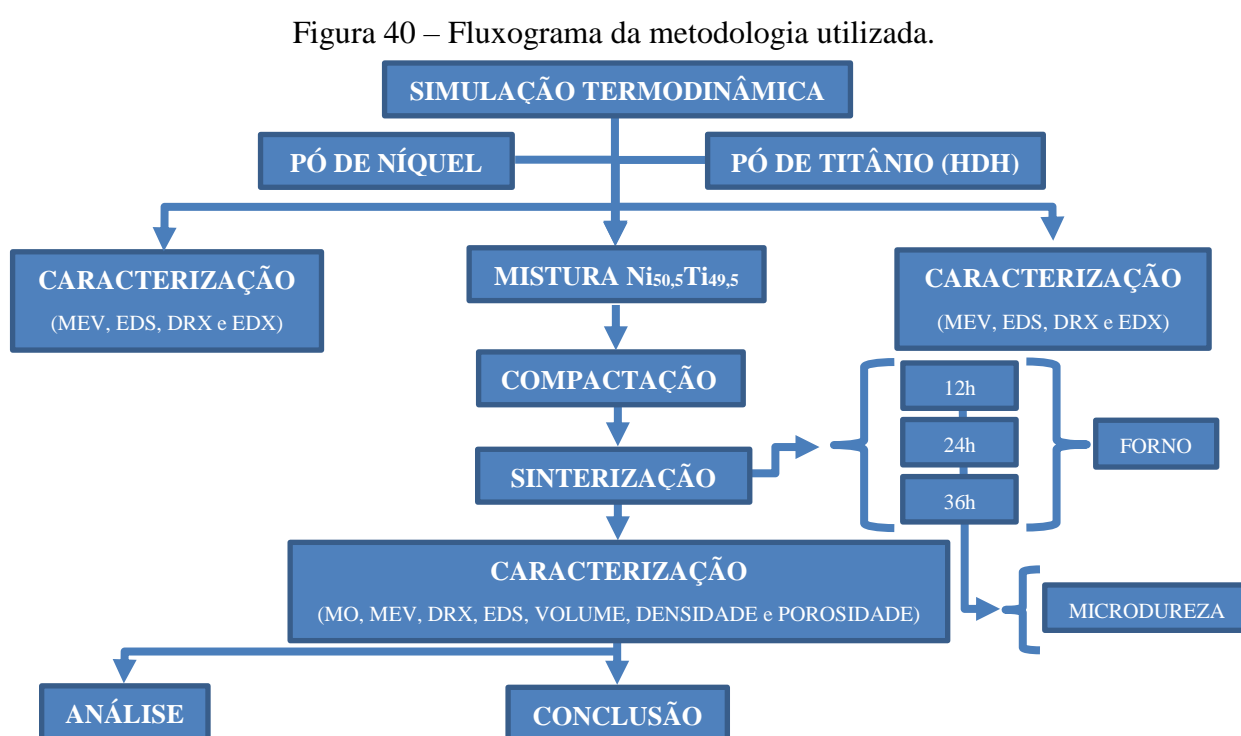 Figura 40 – Fluxograma da metodologia utilizada.
SIMULAÇÃO TERMODINÂMICA
PÓ DE NÍQUEL
PÓ DE TITÂNIO (HDH)
CARACTERIZAÇÃO
(MEV, EDS, DRX e EDX)
MISTURA Ni50,5Ti49,5
CARACTERIZAÇÃO
(MEV, EDS, DRX e EDX)
COMPACTAÇÃO
12h
24h
36h
FORNO
SINTERIZAÇÃO
CARACTERIZAÇÃO
(MO, MEV, DRX, EDS, VOLUME, DENSIDADE e POROSIDADE)
MICRODUREZA
ANÁLISE
CONCLUSÃO